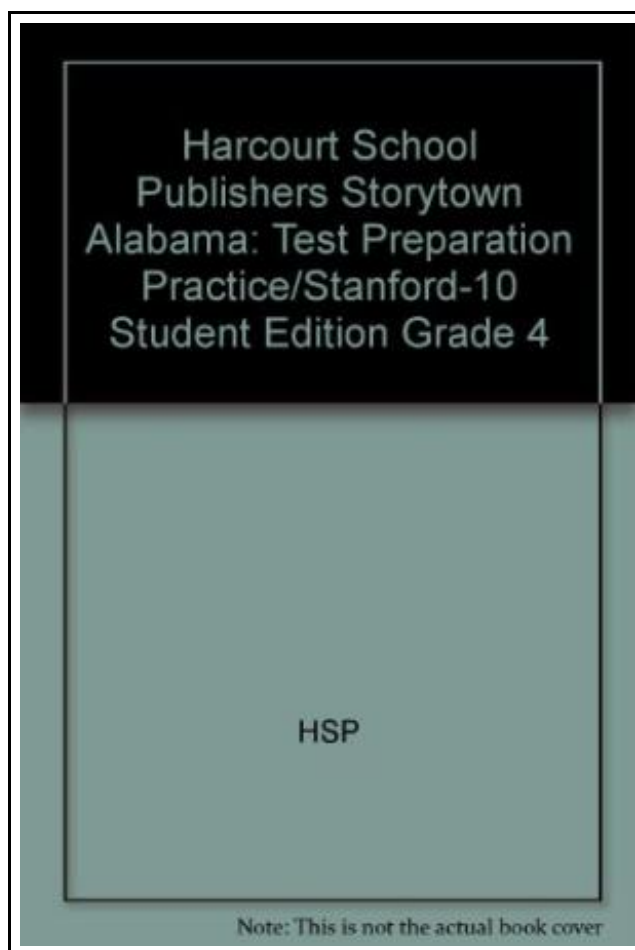 Harcourt School
Publishers Storytown
Alabama: Test Preparation
Practice/Stanford-10
Student Edition Grade 4
HSP
Note: This is not the actual book cover